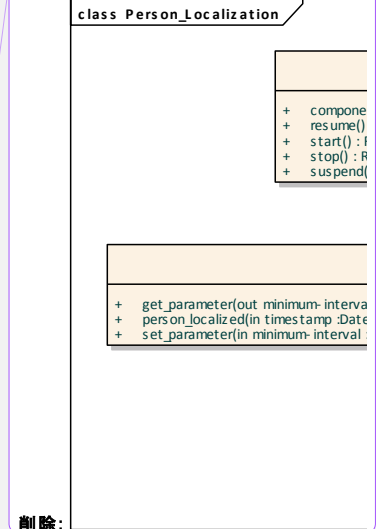 class Person_Localization
+ compone
+ resume()
+ start() : R
+ stop() : R
+ suspend(
+ get_parameter(out minimum-interva
+ person_localized(in timestamp :Date
+ set_parameter(in minimum-interval :
削除: